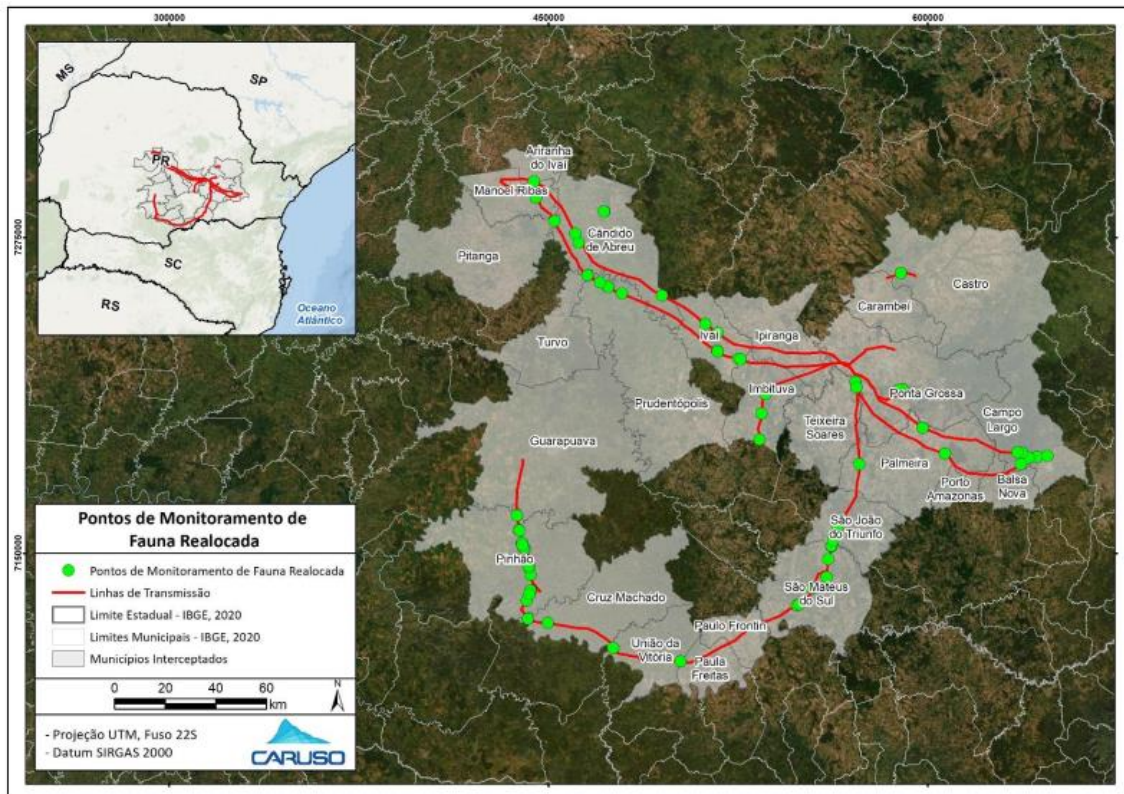 300000
450000
600000
7275000
7150000
MS
SP
PR
SC
RS
Oceano
Atlântico
Ariranha
do Ivaí
Manoel Ribas
Cândido
de Abreu
Pitanga
Castro
Carambeí
Ivaí
Ipiranga
Turvo
Imbituva
Ponta Grossa
Prudentópolis
Teixeira
Soares
Campo
Largo
Guarapuava
Palmeira
Porto
Amazonas
Balsa
Nova
São João
do Triunfo
Pinhão
São Mateus
do Sul
Cruz Machado
Paulo Frontin
União da
Vitória
Paula
Freitas
Pontos de Monitoramento de
Fauna Realocada
Pontos de Monitoramento de Fauna Realocada
Linhas de Transmissão
Limite Estadual - IBGE, 2020
Limites Municipais - IBGE, 2020
Municípios Interceptados
0 20 40 60
km
N
- Projeção UTM, Fuso 22S
- Datum SIRGAS 2000
CARUSO